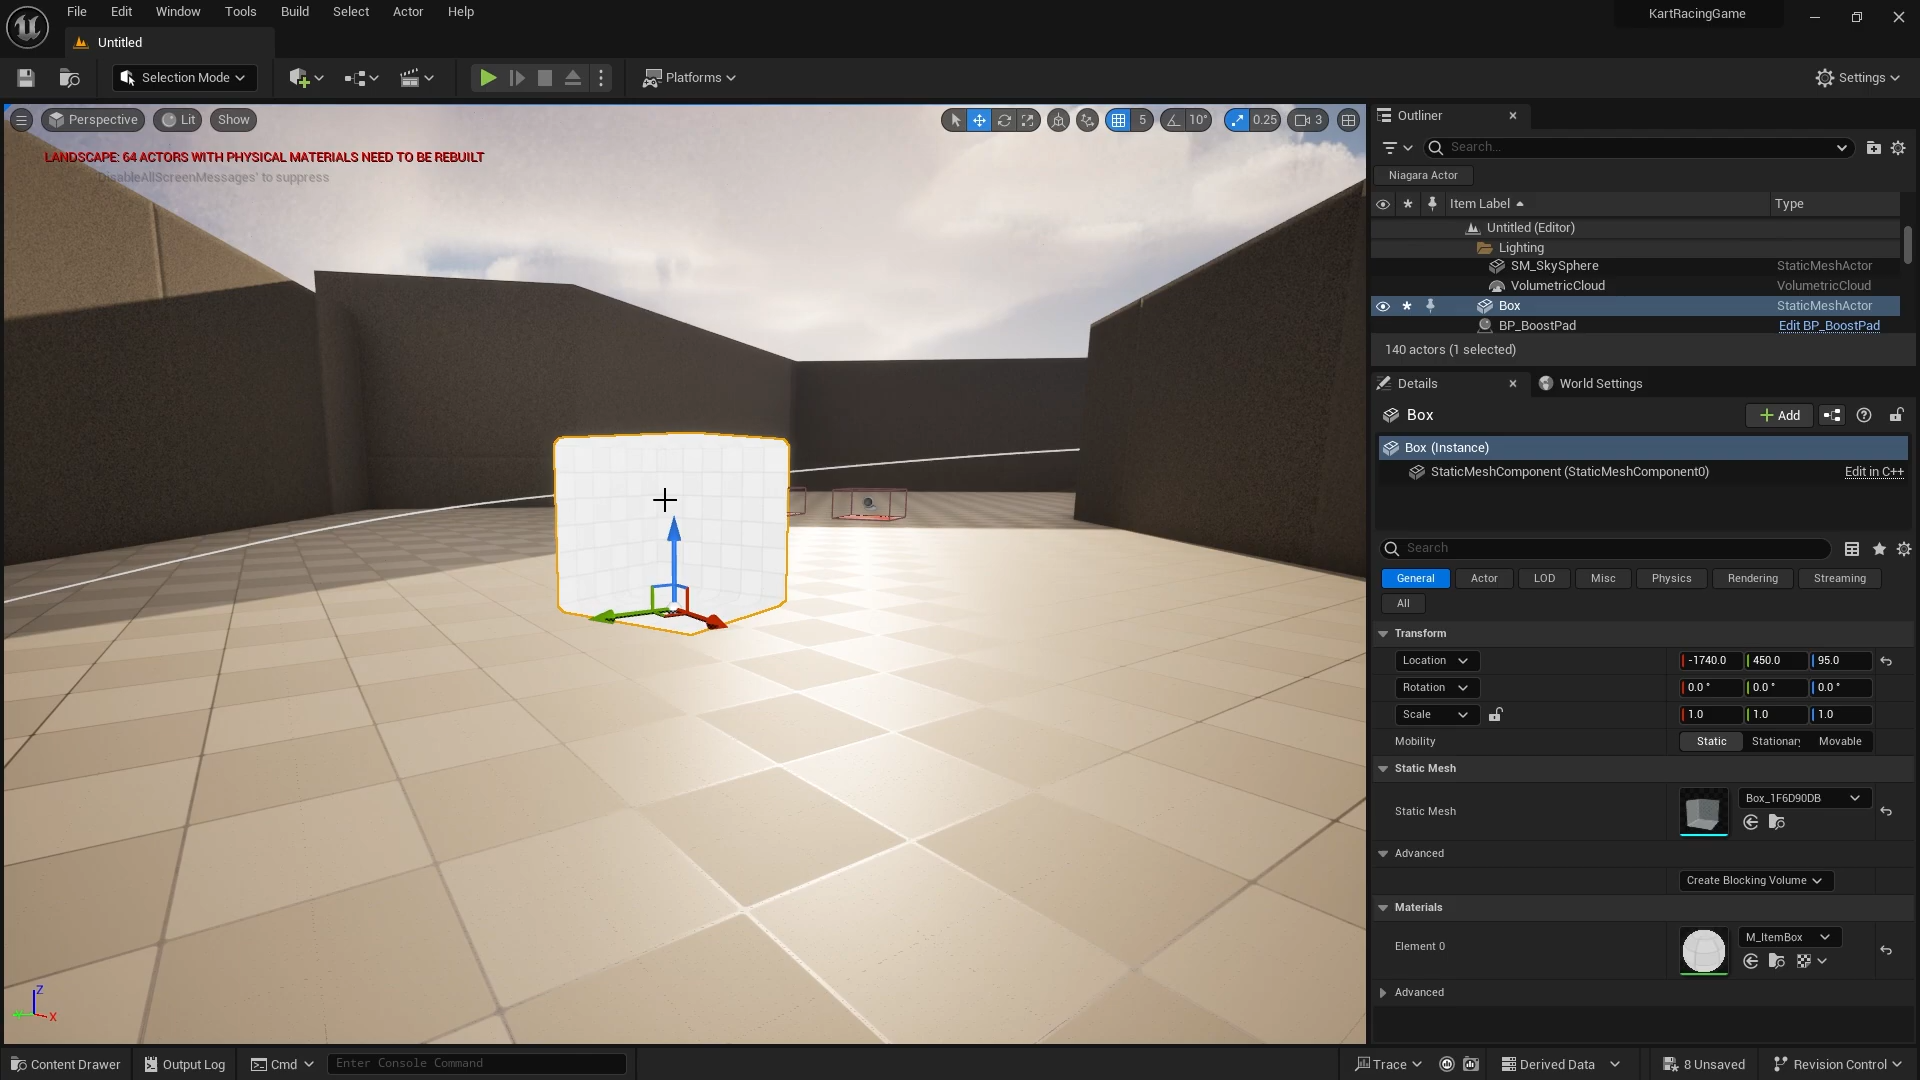 File Edit Window Tools Build Select Actor Help
KartRacingGame
Untitled
Selection Mode
Platforms
Settings
Perspective Lit Show
5 10° 0.25 3
LANDSCAPE: 64 ACTORS WITH PHYSICAL MATERIALS NEED TO BE REBUILT
DisableAllScreenMessages' to suppress
Outliner
Search...
Niagara Actor
Item Label Type
Untitled (Editor)
Lighting
SM_SkySphere StaticMeshActor
VolumetricCloud VolumetricCloud
Box StaticMeshActor
BP_BoostPad Edit BP_BoostPad
140 actors (1 selected)
Details World Settings
Box Add
Box (Instance)
StaticMeshComponent (StaticMeshComponent0) Edit in C++
Search
General Actor LOD Misc Physics Rendering Streaming
All
Transform
Location -1740.0 450.0 95.0
Rotation 0.0 ° 0.0 ° 0.0 °
Scale 1.0 1.0 1.0
Mobility Static Stationary Movable
Static Mesh
Static Mesh Box_1F6D90DB
Advanced
Create Blocking Volume
Materials
Element 0 M_ItemBox
Advanced
Z
X
Content Drawer Output Log Cmd Enter Console Command Trace Derived Data 8 Unsaved Revision Control